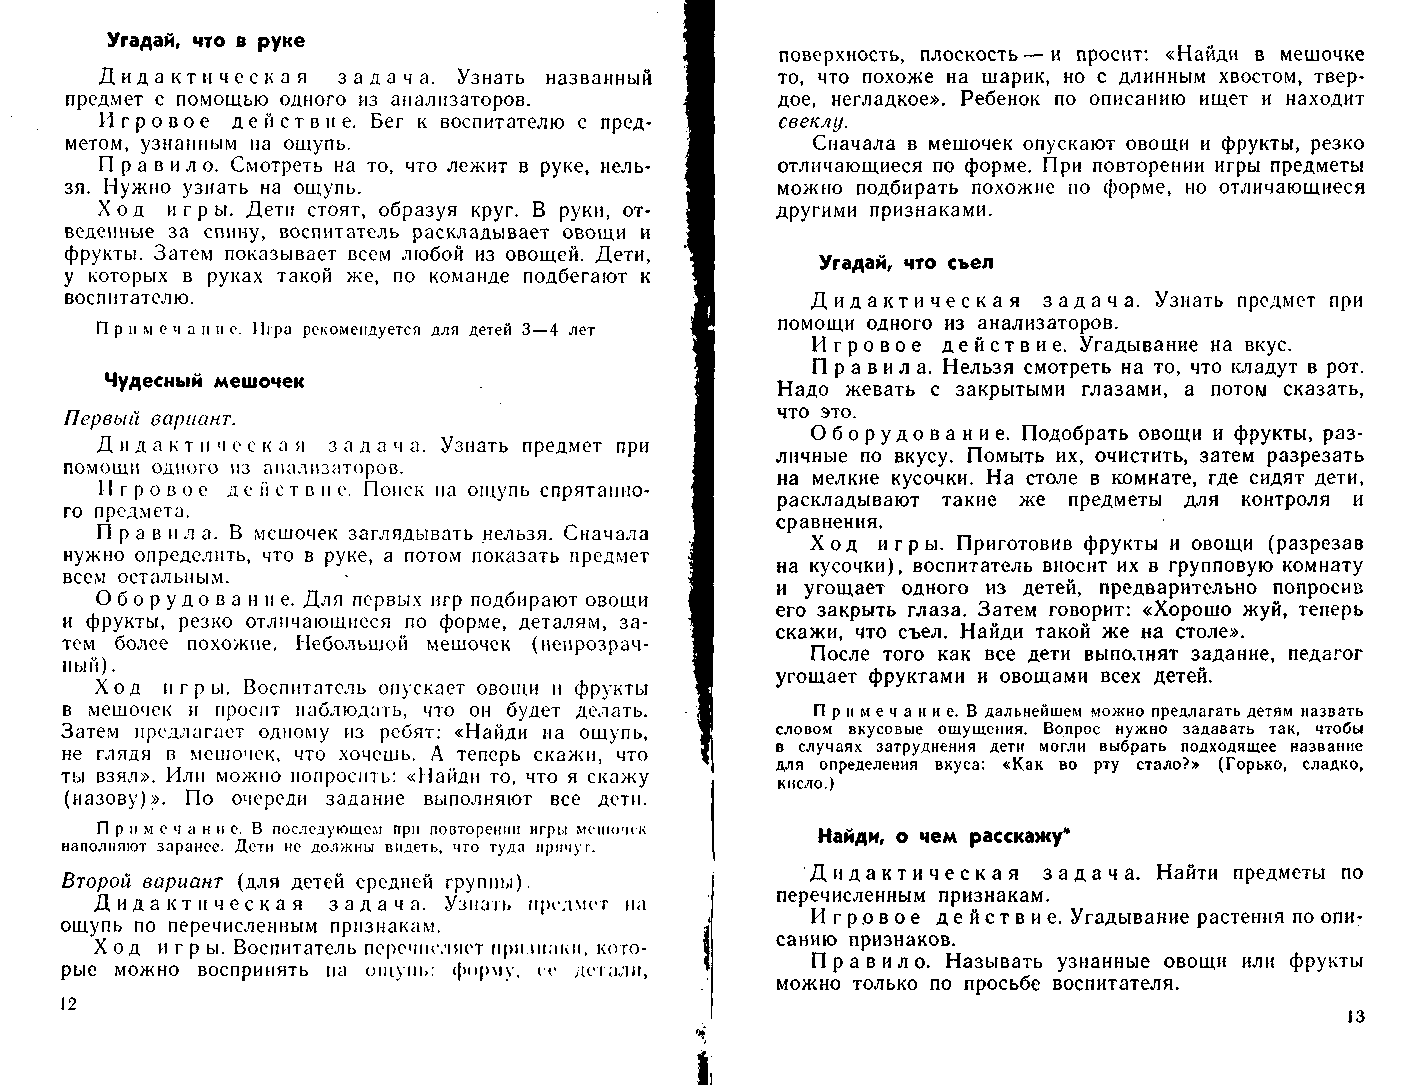 Угадай, что в руке
Дидактическая задача. Узнать названный
предмет с помощью одного из анализаторов.
Игровое действие. Бег к воспитателю с пред-
метом, узнанным на ощупь.
Правило. Смотреть на то, что лежит в руке, нель-
зя. Нужно узнать на ощупь.
Ход игры. Дети стоят, образуя круг. В руки, от-
веденные за спину, воспитатель раскладывает овощи и
фрукты. Затем показывает всем любой из овощей. Дети,
у которых в руках такой же, по команде подбегают к
воспитателю.
Примечание. Игра рекомендуется для детей 3—4 лет
Чудесный мешочек
Первый вариант.
Дидактическая задача. Узнать предмет при
помощи одного из анализаторов.
Игровое действие. Поиск на ощупь спрятанно-
го предмета.
Правила. В мешочек заглядывать нельзя. Сначала
нужно определить, что в руке, а потом показать предмет
всем остальным.
Оборудование. Для первых игр подбирают овощи
и фрукты, резко отличающиеся по форме, деталям, за-
тем более похожие. Небольшой мешочек (непрозрач-
ный).
Ход игры. Воспитатель опускает овощи и фрукты
в мешочек и просит наблюдать, что он будет делать.
Затем предлагает одному из ребят: «Найди на ощупь,
не глядя в мешочек, что хочешь. А теперь скажи, что
ты взял». Или можно попросить: «Найди то, что я скажу
(назову)». По очереди задание выполняют все дети.
Примечание. В последующем при повторении игры мешочек
наполняют заранее. Дети не должны видеть, что туда прячут.
Второй вариант (для детей средней группы).
Дидактическая задача. Узнать предмет на
ощупь по перечисленным признакам.
Ход игры. Воспитатель перечисляет признаки, кото-
рые можно воспринять на ощупь: форму, ее детали,
12
поверхность, плоскость — и просит: «Найди в мешочке
то, что похоже на шарик, но с длинным хвостом, твер-
дое, негладкое». Ребенок по описанию ищет и находит
свеклу.
Сначала в мешочек опускают овощи и фрукты, резко
отличающиеся по форме. При повторении игры предметы
можно подбирать похожие по форме, но отличающиеся
другими признаками.
Угадай, что съел
Дидактическая задача. Узнать предмет при
помощи одного из анализаторов.
Игровое действие. Угадывание на вкус.
Правила. Нельзя смотреть на то, что кладут в рот.
Надо жевать с закрытыми глазами, а потом сказать,
что это.
Оборудование. Подобрать овощи и фрукты, раз-
личные по вкусу. Помыть их, очистить, затем разрезать
на мелкие кусочки. На столе в комнате, где сидят дети,
раскладывают такие же предметы для контроля и
сравнения.
Ход игры. Приготовив фрукты и овощи (разрезав
на кусочки), воспитатель вносит их в групповую комнату
и угощает одного из детей, предварительно попросив
его закрыть глаза. Затем говорит: «Хорошо жуй, теперь
скажи, что съел. Найди такой же на столе».
После того как все дети выполнят задание, педагог
угощает фруктами и овощами всех детей.
Примечание. В дальнейшем можно предлагать детям назвать
словом вкусовые ощущения. Вопрос нужно задавать так, чтобы
в случаях затруднения дети могли выбрать подходящее название
для определения вкуса: «Как во рту стало?» (Горько, сладко,
кисло.)
Найди, о чем расскажу*
Дидактическая задача. Найти предметы по
перечисленным признакам.
Игровое действие. Угадывание растения по опи-
санию признаков.
Правило. Называть узнанные овощи или фрукты
можно только по просьбе воспитателя.
13